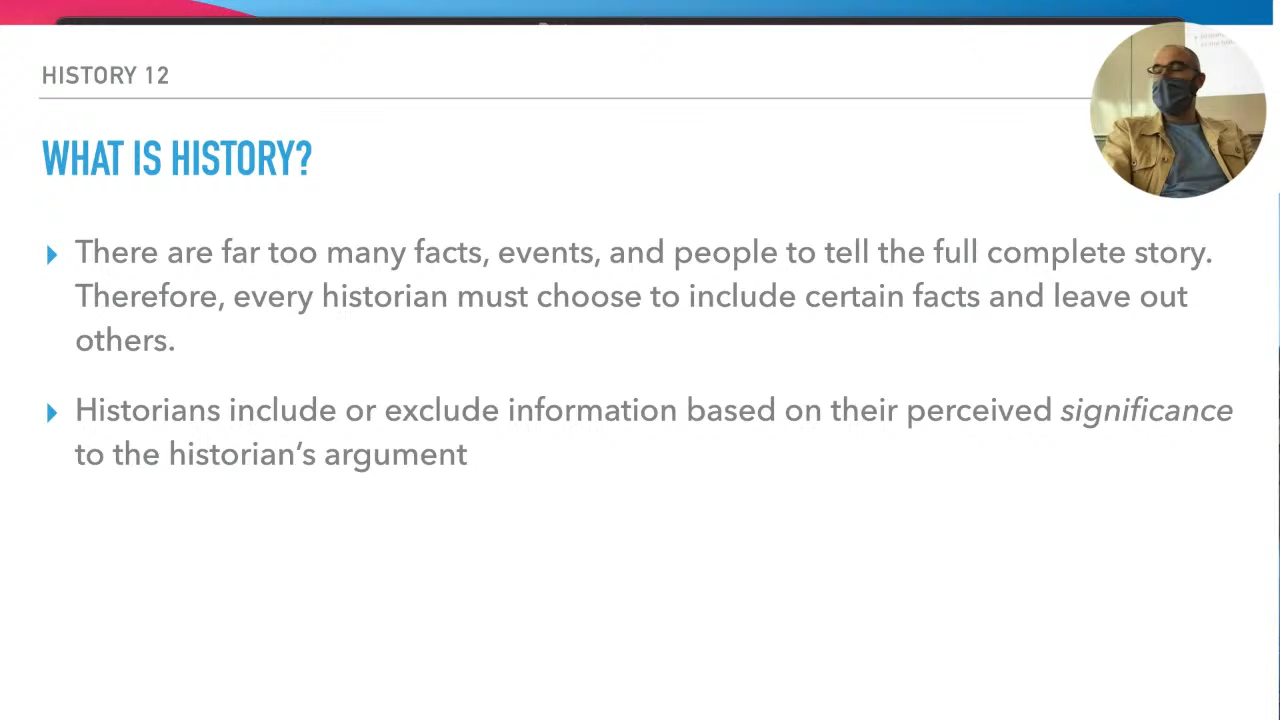 HISTORY 12
WHAT IS HISTORY?
There are far too many facts, events, and people to tell the full complete story.
Therefore, every historian must choose to include certain facts and leave out
others.
Historians include or exclude information based on their perceived significance
to the historian’s argument